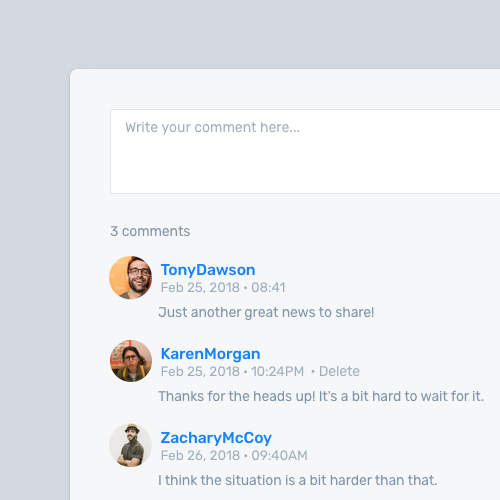 Write your comment here...
3 comments
TonyDawson
Feb 25, 2018 • 08:41
Just another great news to share!
KarenMorgan
Feb 25, 2018 • 10:24PM • Delete
Thanks for the heads up! It's a bit hard to wait for it.
ZacharyMcCoy
Feb 26, 2018 • 09:40AM
I think the situation is a bit harder than that.